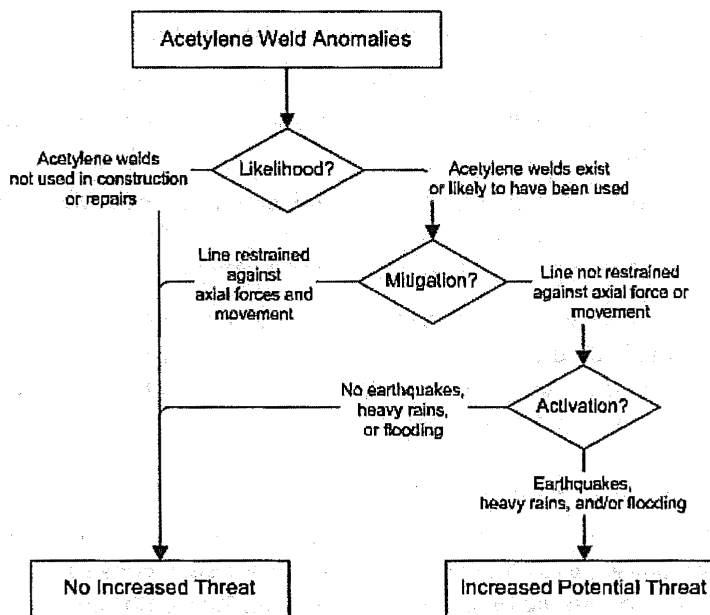 Acetylene Weld Anomalies
Likelihood?
Acetylene welds
not used in construction
or repairs
Acetylene welds exist
or likely to have been used
Mitigation?
Line restrained
against
axial forces and
movement
Line not restrained
against axial force or
movement
Activation?
No earthquakes,
heavy rains,
or flooding
Earthquakes,
heavy rains, and/or flooding
No Increased Threat
Increased Potential Threat